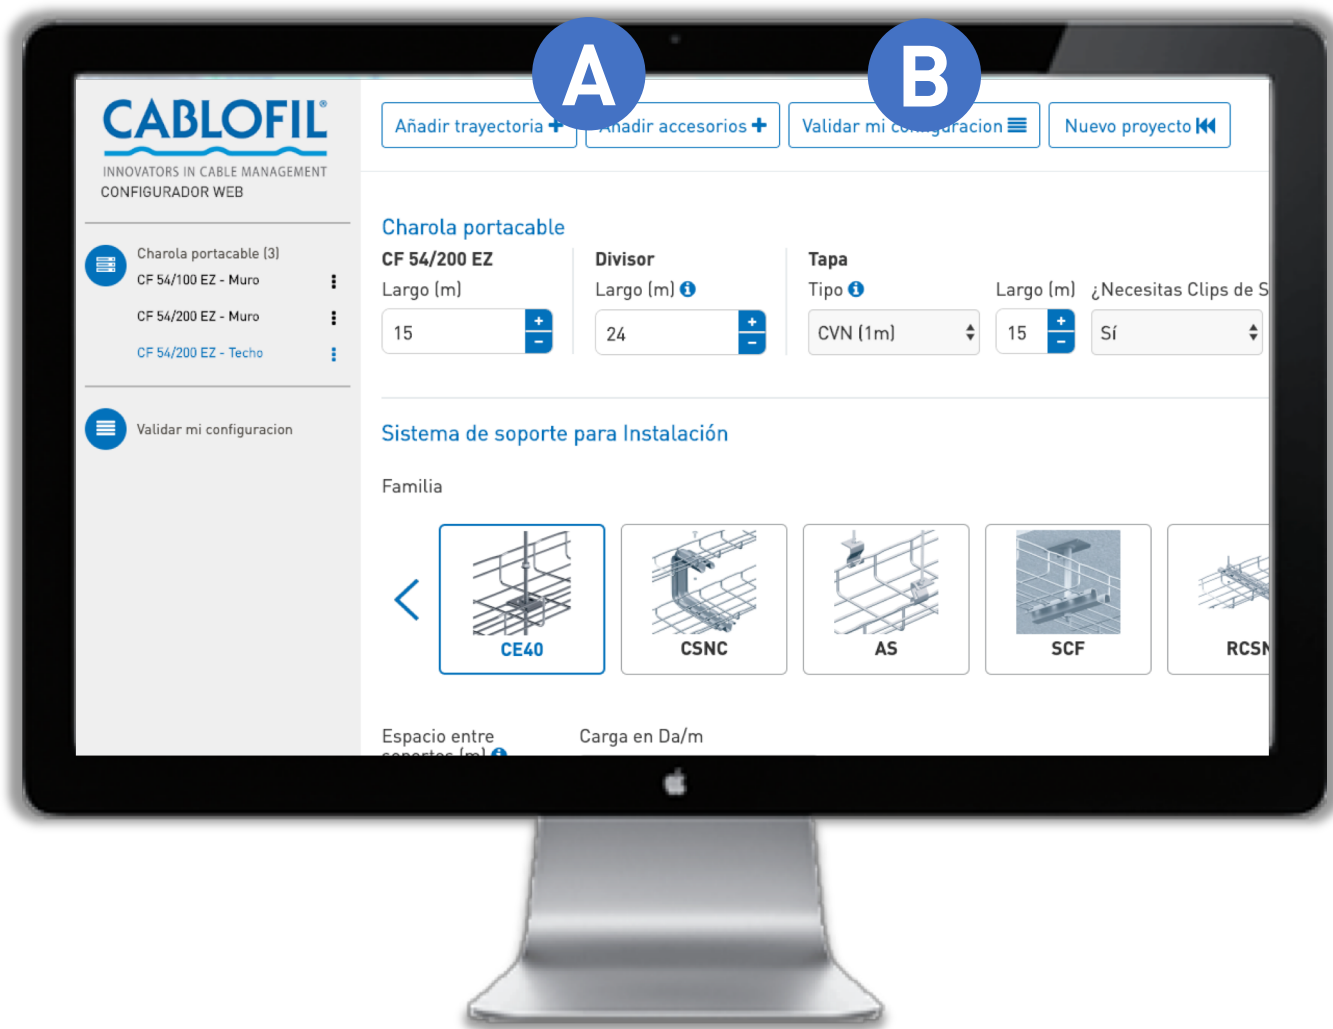 A
B
CABLOFIL®
INNOVATORS IN CABLE MANAGEMENT
CONFIGURADOR WEB
Añadir trayectoria +
Añadir accesorios +
Validar mi configuracion
Nuevo proyecto
Charola portacable (3)
CF 54/100 EZ - Muro
CF 54/200 EZ - Muro
CF 54/200 EZ - Techo
Validar mi configuracion
Charola portacable
CF 54/200 EZ
Largo (m)
15
Divisor
Largo (m)
24
Tapa
Tipo
CVN (1m)
Largo (m)
15
¿Necesitas Clips de S
Sí
Sistema de soporte para Instalación
Familia
CE40
CSNC
AS
SCF
RCSN
Espacio entre
soportes (m)
Carga en Da/m